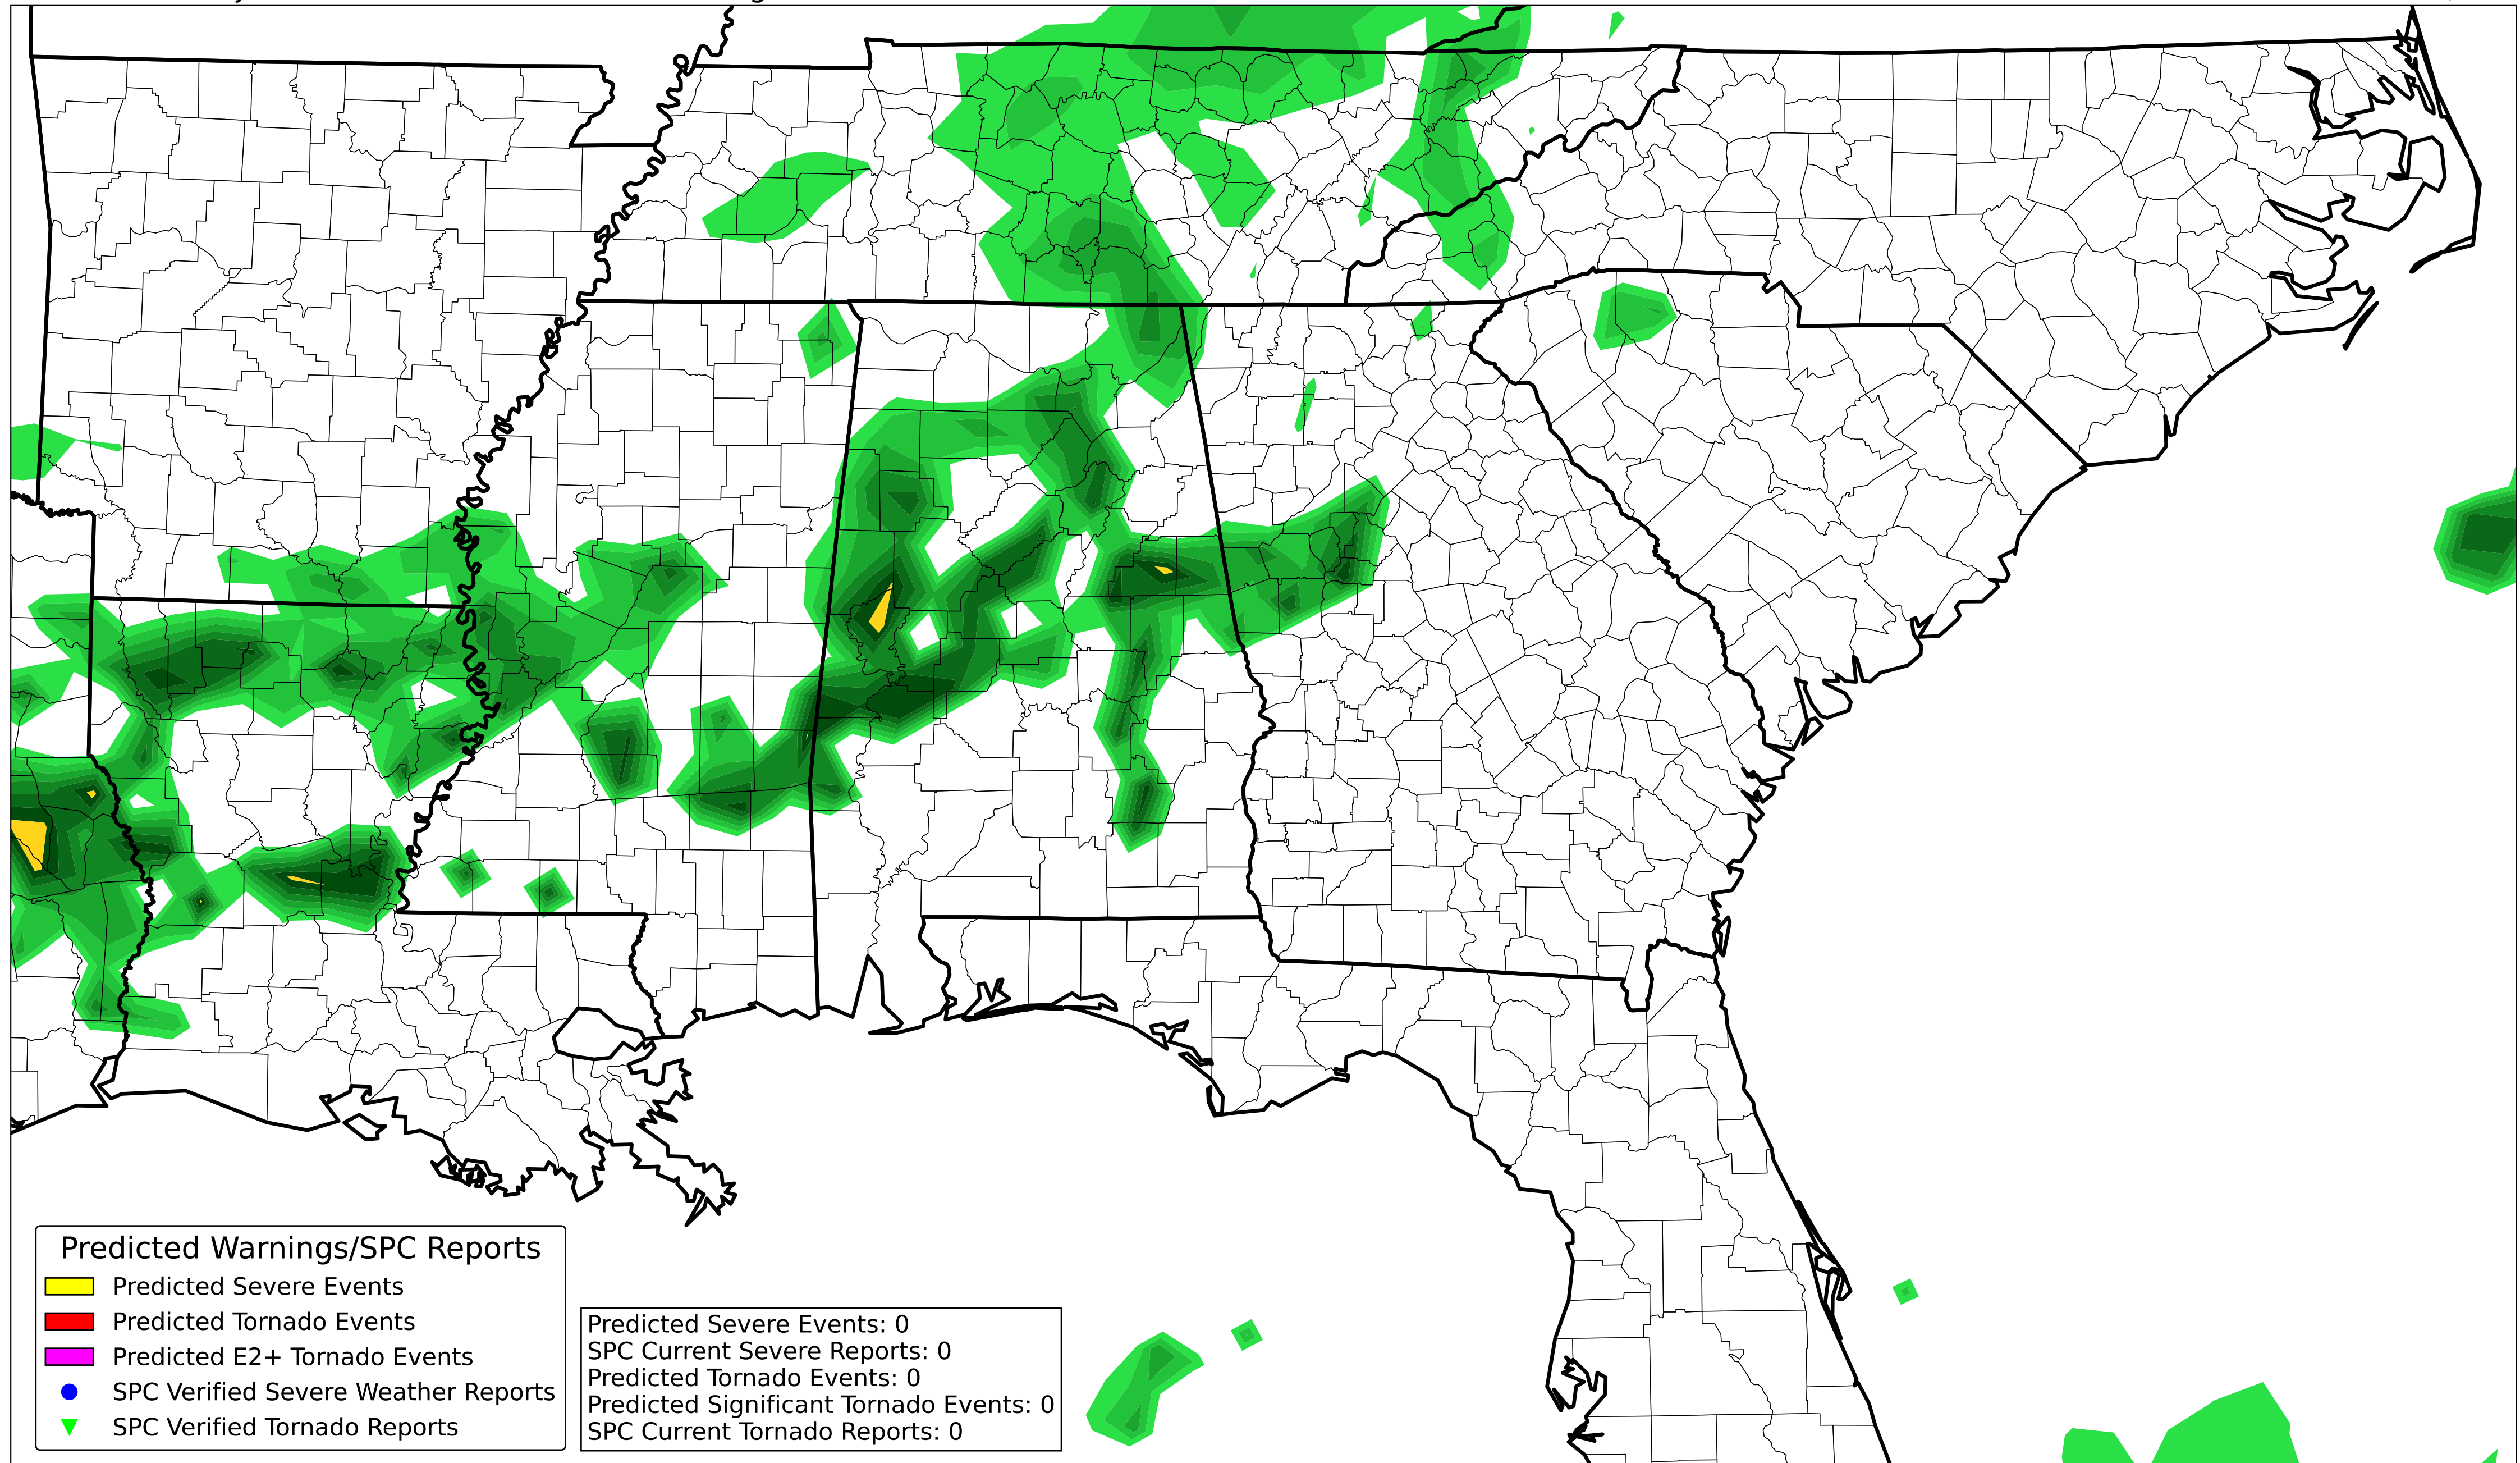 Predicted Warnings/SPC Reports
Predicted Severe Events
Predicted Tornado Events
Predicted E2+ Tornado Events
SPC Verified Severe Weather Reports
SPC Verified Tornado Reports
Predicted Severe Events: 0
SPC Current Severe Reports: 0
Predicted Tornado Events: 0
Predicted Significant Tornado Events: 0
SPC Current Tornado Reports: 0